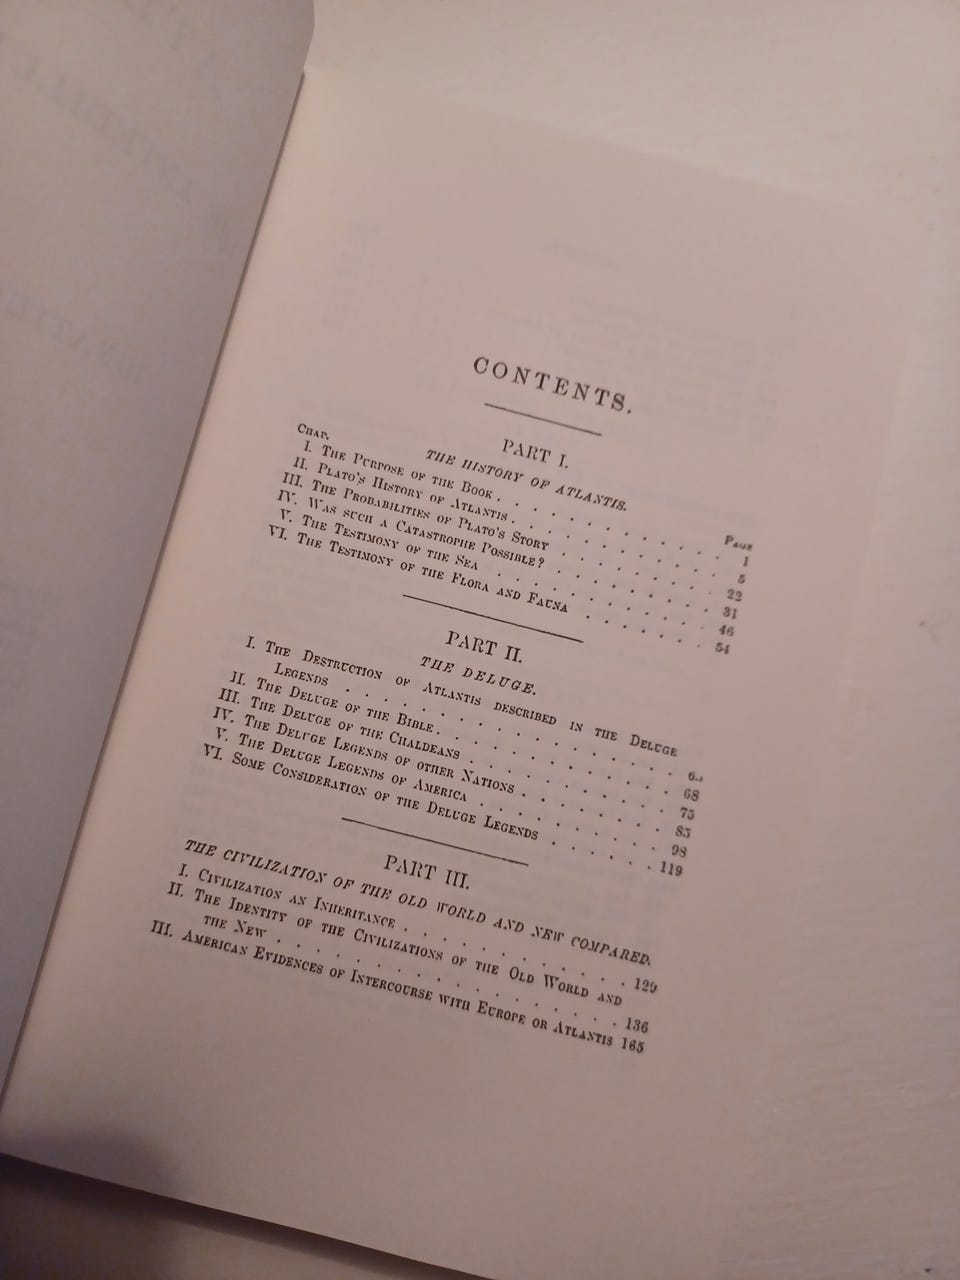 CONTENTS.
PART I.
THE HISTORY OF ATLANTIS.
CHAP. PAGE
I. THE PURPOSE OF THE BOOK . . . . . . . . . . 1
II. PLATO'S HISTORY OF ATLANTIS . . . . . . . . . . 5
III. THE PROBABILITIES OF PLATO'S STORY . . . . . . . . 22
IV. WAS SUCH A CATASTROPHE POSSIBLE? . . . . . . . . 31
V. THE TESTIMONY OF THE SEA . . . . . . . . . . 46
VI. THE TESTIMONY OF THE FLORA AND FAUNA . . . . . . 54
PART II.
THE DELUGE.
I. THE DESTRUCTION OF ATLANTIS DESCRIBED IN THE DELUGE
LEGENDS . . . . . . . . . . . . . .
II. THE DELUGE OF THE BIBLE . . . . . . . . . . 68
III. THE DELUGE OF THE CHALDEANS . . . . . . . . . 75
IV. THE DELUGE LEGENDS OF OTHER NATIONS . . . . . . . 85
V. THE DELUGE LEGENDS OF AMERICA . . . . . . . . 98
VI. SOME CONSIDERATION OF THE DELUGE LEGENDS . . . . . . 119
PART III.
THE CIVILIZATION OF THE OLD WORLD AND NEW COMPARED.
I. CIVILIZATION AN INHERITANCE . . . . . . . . . . 129
II. THE IDENTITY OF THE CIVILIZATIONS OF THE OLD WORLD AND
THE NEW . . . . . . . . . . . . . . 136
III. AMERICAN EVIDENCES OF INTERCOURSE WITH EUROPE OR ATLANTIS 165